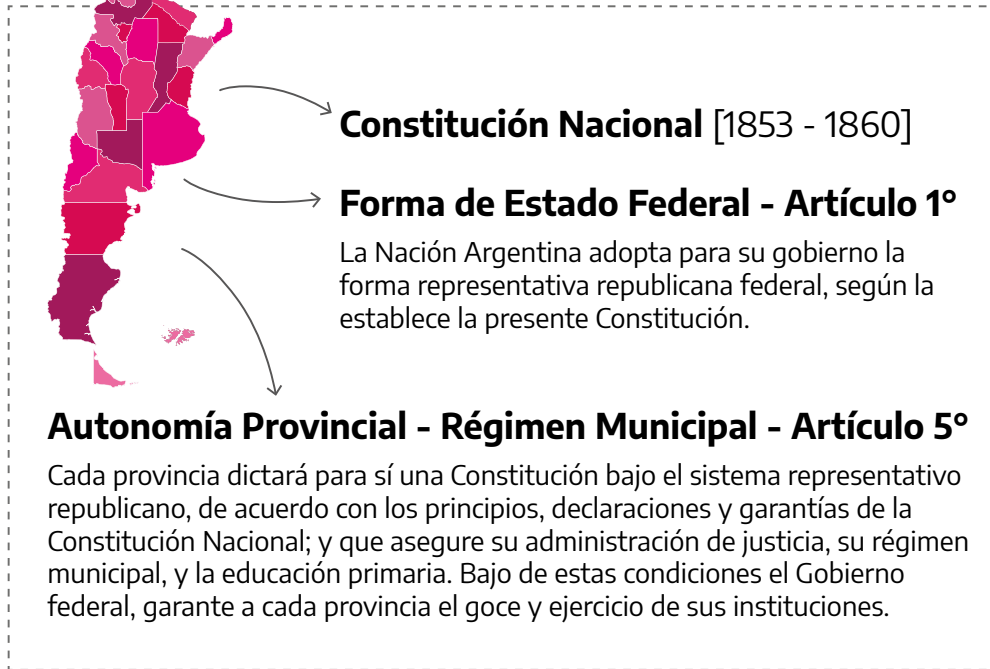 Constitución Nacional [1853 - 1860]
Forma de Estado Federal - Artículo 1°
La Nación Argentina adopta para su gobierno la
forma representativa republicana federal, según la
establece la presente Constitución.
Autonomía Provincial - Régimen Municipal - Artículo 5°
Cada provincia dictará para sí una Constitución bajo el sistema representativo
republicano, de acuerdo con los principios, declaraciones y garantías de la
Constitución Nacional; y que asegure su administración de justicia, su régimen
municipal, y la educación primaria. Bajo de estas condiciones el Gobierno
federal, garante a cada provincia el goce y ejercicio de sus instituciones.